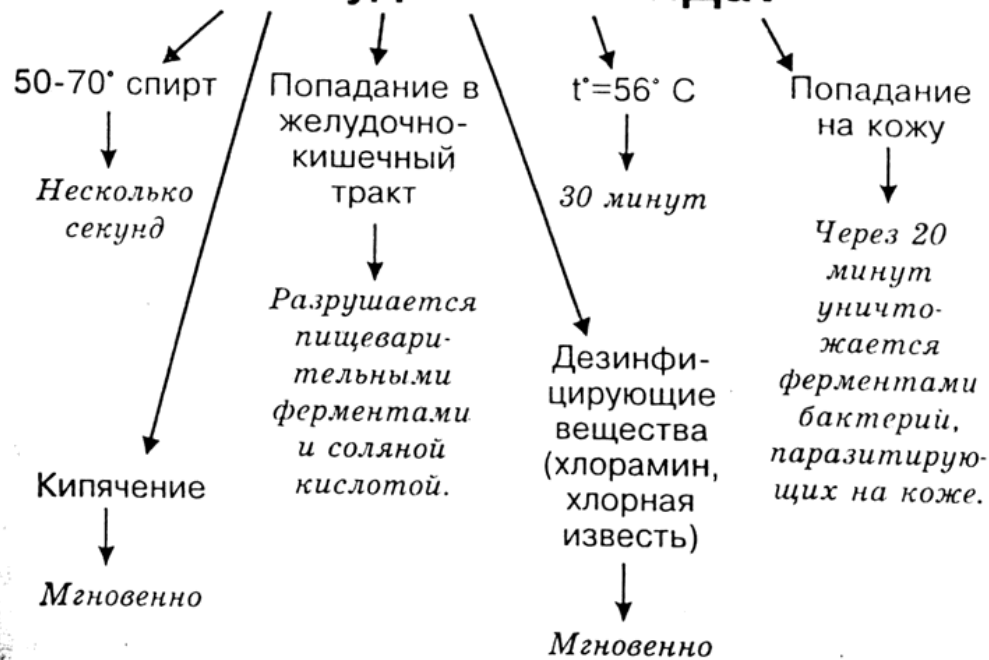 50-70° спирт
Несколько
секунд
Попадание в
желудочно-
кишечный
тракт
Разрушается
пищевари-
тельными
ферментами
и соляной
кислотой.
t°=56° С
30 минут
Попадание
на кожу
Через 20
минут
уничто-
жается
ферментами
бактерий,
паразитирую-
щих на коже.
Кипячение
Мгновенно
Дезинфи-
цирующие
вещества
(хлорамин,
хлорная
известь)
Мгновенно